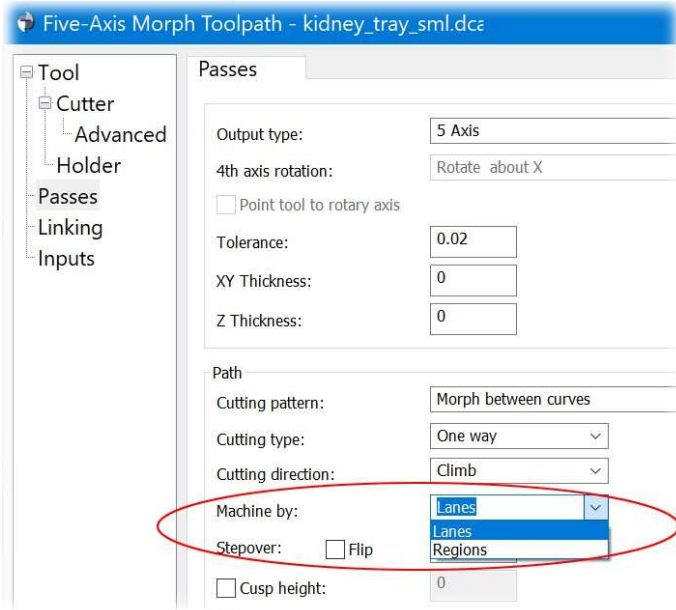 Five-Axis Morph Toolpath - kidney_tray_sml.dca
Tool
Cutter
Advanced
Holder
Passes
Linking
Inputs
Passes
Output type: 5 Axis
4th axis rotation: Rotate about X
Point tool to rotary axis
Tolerance: 0.02
XY Thickness: 0
Z Thickness: 0
Path
Cutting pattern: Morph between curves
Cutting type: One way
Cutting direction: Climb
Machine by: Lanes
Lanes
Stepover: Flip Regions
Cusp height: 0